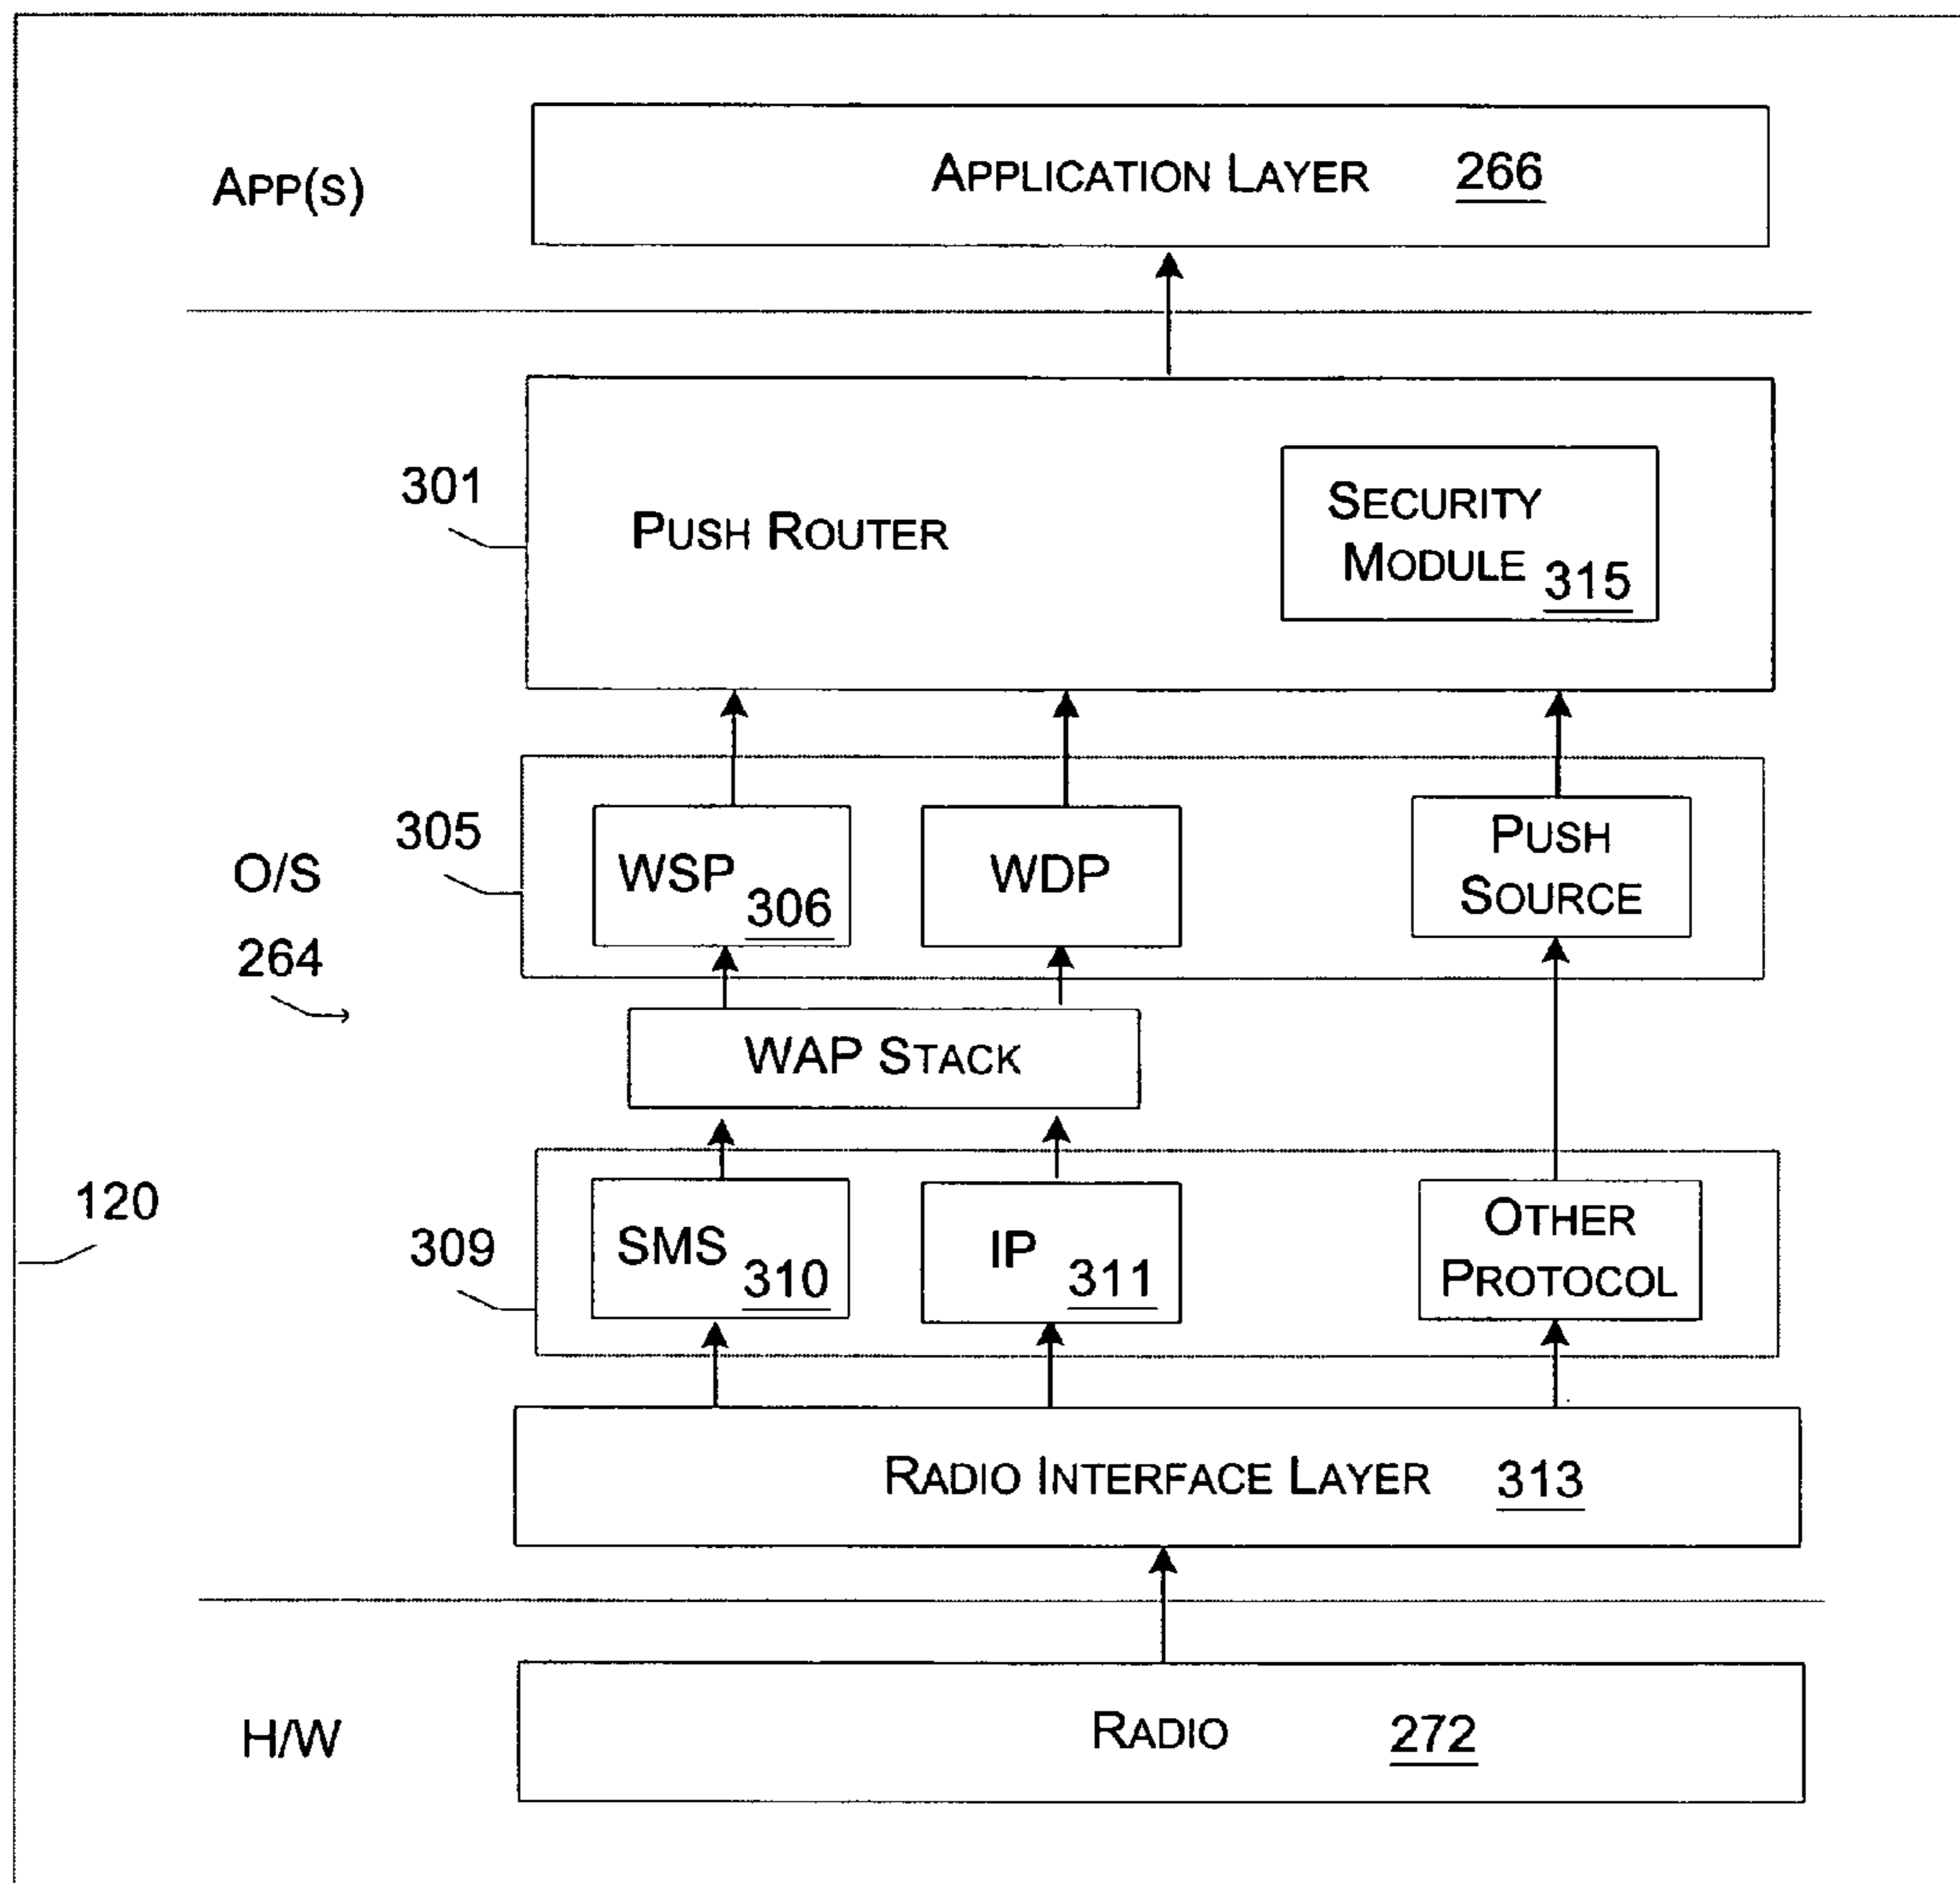 APP(S)
APPLICATION LAYER 266
301
PUSH ROUTER
SECURITY
MODULE 315
305
O/S
264
WSP 306
WDP
PUSH
SOURCE
WAP STACK
120
309
SMS 310
IP 311
OTHER
PROTOCOL
RADIO INTERFACE LAYER 313
H/W
RADIO 272